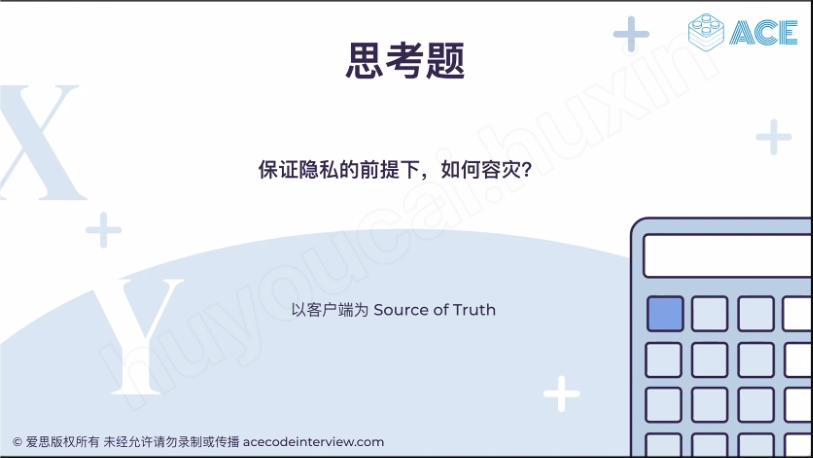 ACE
思考题
X
保证隐私的前提下，如何容灾？
Y
以客户端为 Source of Truth
huyoucai.huxin
© 爱思版权所有 未经允许请勿录制或传播 acecodeinterview.com